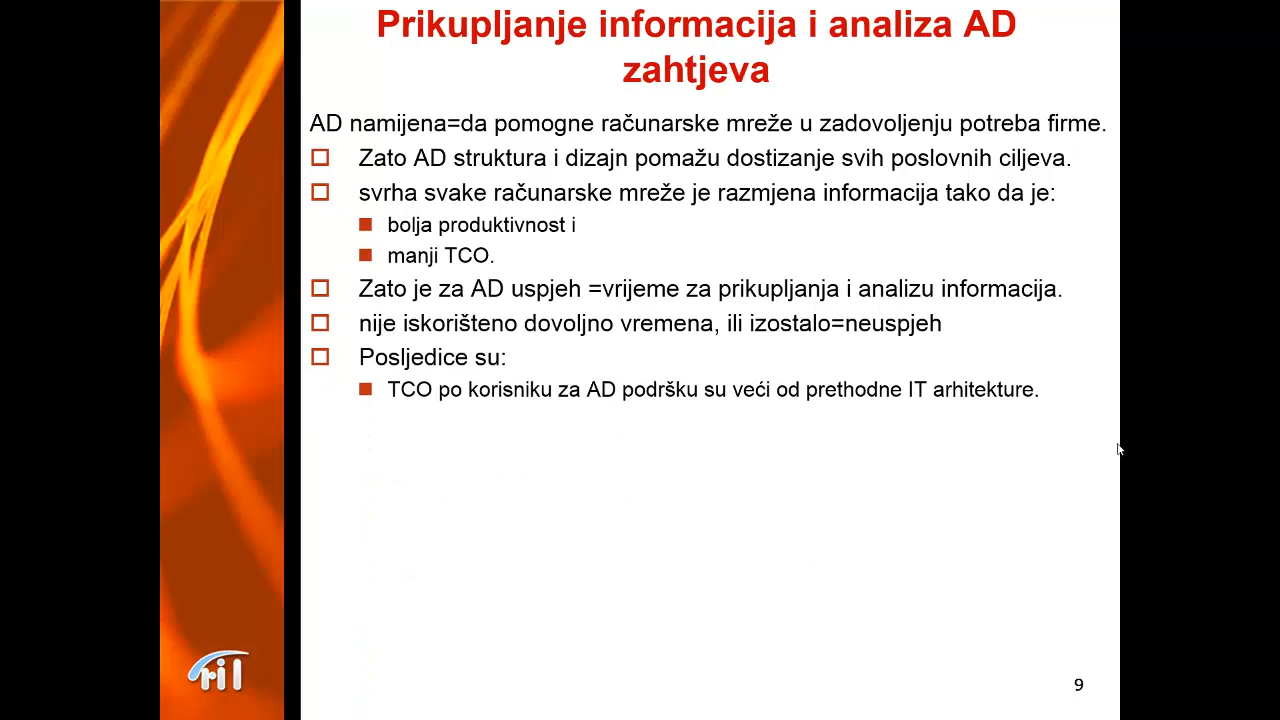 Prikupljanje informacija i analiza AD
zahtjeva
AD namijena=da pomogne računarske mreže u zadovoljenju potreba firme.
Zato AD struktura i dizajn pomažu dostizanje svih poslovnih ciljeva.
svrha svake računarske mreže je razmjena informacija tako da je:
bolja produktivnost i
manji TCO.
Zato je za AD uspjeh =vrijeme za prikupljanja i analizu informacija.
nije iskorišteno dovoljno vremena, ili izostalo=neuspjeh
Posljedice su:
TCO po korisniku za AD podršku su veći od prethodne IT arhitekture.
ril
9